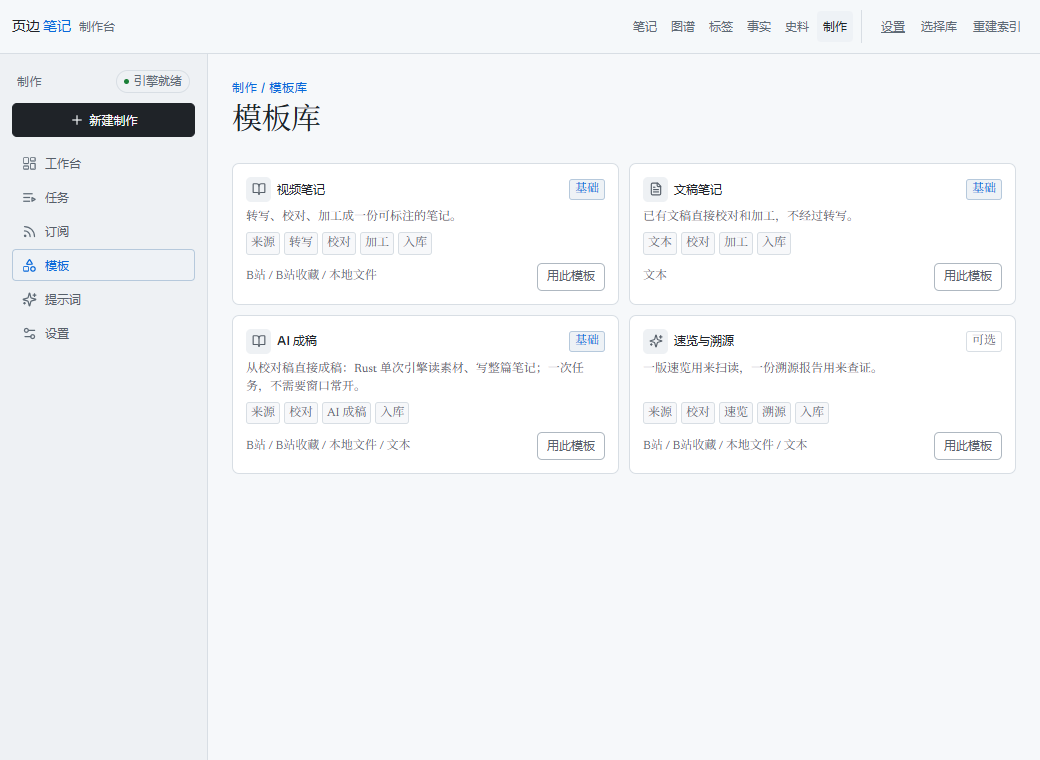 页边 笔记 制作台
笔记 图谱 标签 事实 史料 制作 设置 选择库 重建索引
制作 引擎就绪
+ 新建制作
工作台
任务
订阅
模板
提示词
设置
制作 / 模板库
模板库
视频笔记 基础
转写、校对、加工成一份可标注的笔记。
来源 转写 校对 加工 入库
B站 / B站收藏 / 本地文件 用此模板
文稿笔记 基础
已有文稿直接校对和加工，不经过转写。
文本 校对 加工 入库
文本 用此模板
AI 成稿 基础
从校对稿直接成稿：Rust 单次引擎读素材、写整篇笔记；一次任
务，不需要窗口常开。
来源 校对 AI 成稿 入库
B站 / B站收藏 / 本地文件 / 文本 用此模板
速览与溯源 可选
一版速览用来扫读，一份溯源报告用来查证。
来源 校对 速览 溯源 入库
B站 / B站收藏 / 本地文件 / 文本 用此模板